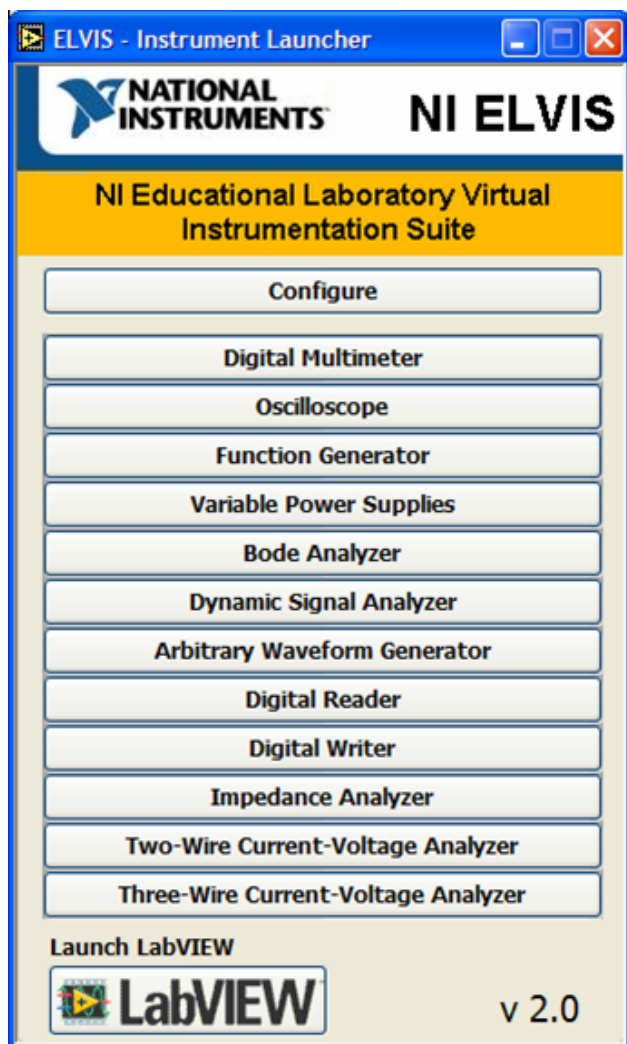 ELVIS - Instrument Launcher
NATIONAL
INSTRUMENTS
NI ELVIS
NI Educational Laboratory Virtual
Instrumentation Suite
Configure
Digital Multimeter
Oscilloscope
Function Generator
Variable Power Supplies
Bode Analyzer
Dynamic Signal Analyzer
Arbitrary Waveform Generator
Digital Reader
Digital Writer
Impedance Analyzer
Two-Wire Current-Voltage Analyzer
Three-Wire Current-Voltage Analyzer
Launch LabVIEW
LabVIEW
v 2.0